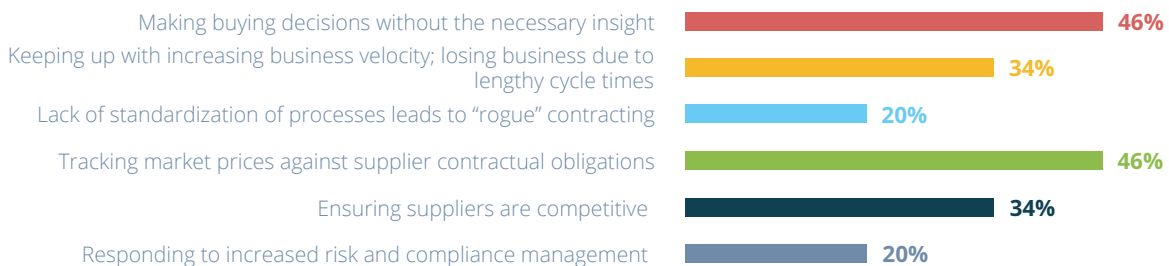 Making buying decisions without the necessary insight 46%
Keeping up with increasing business velocity; losing business due to
lengthy cycle times 34%
Lack of standardization of processes leads to “rogue” contracting 20%
Tracking market prices against supplier contractual obligations 46%
Ensuring suppliers are competitive 34%
Responding to increased risk and compliance management 20%